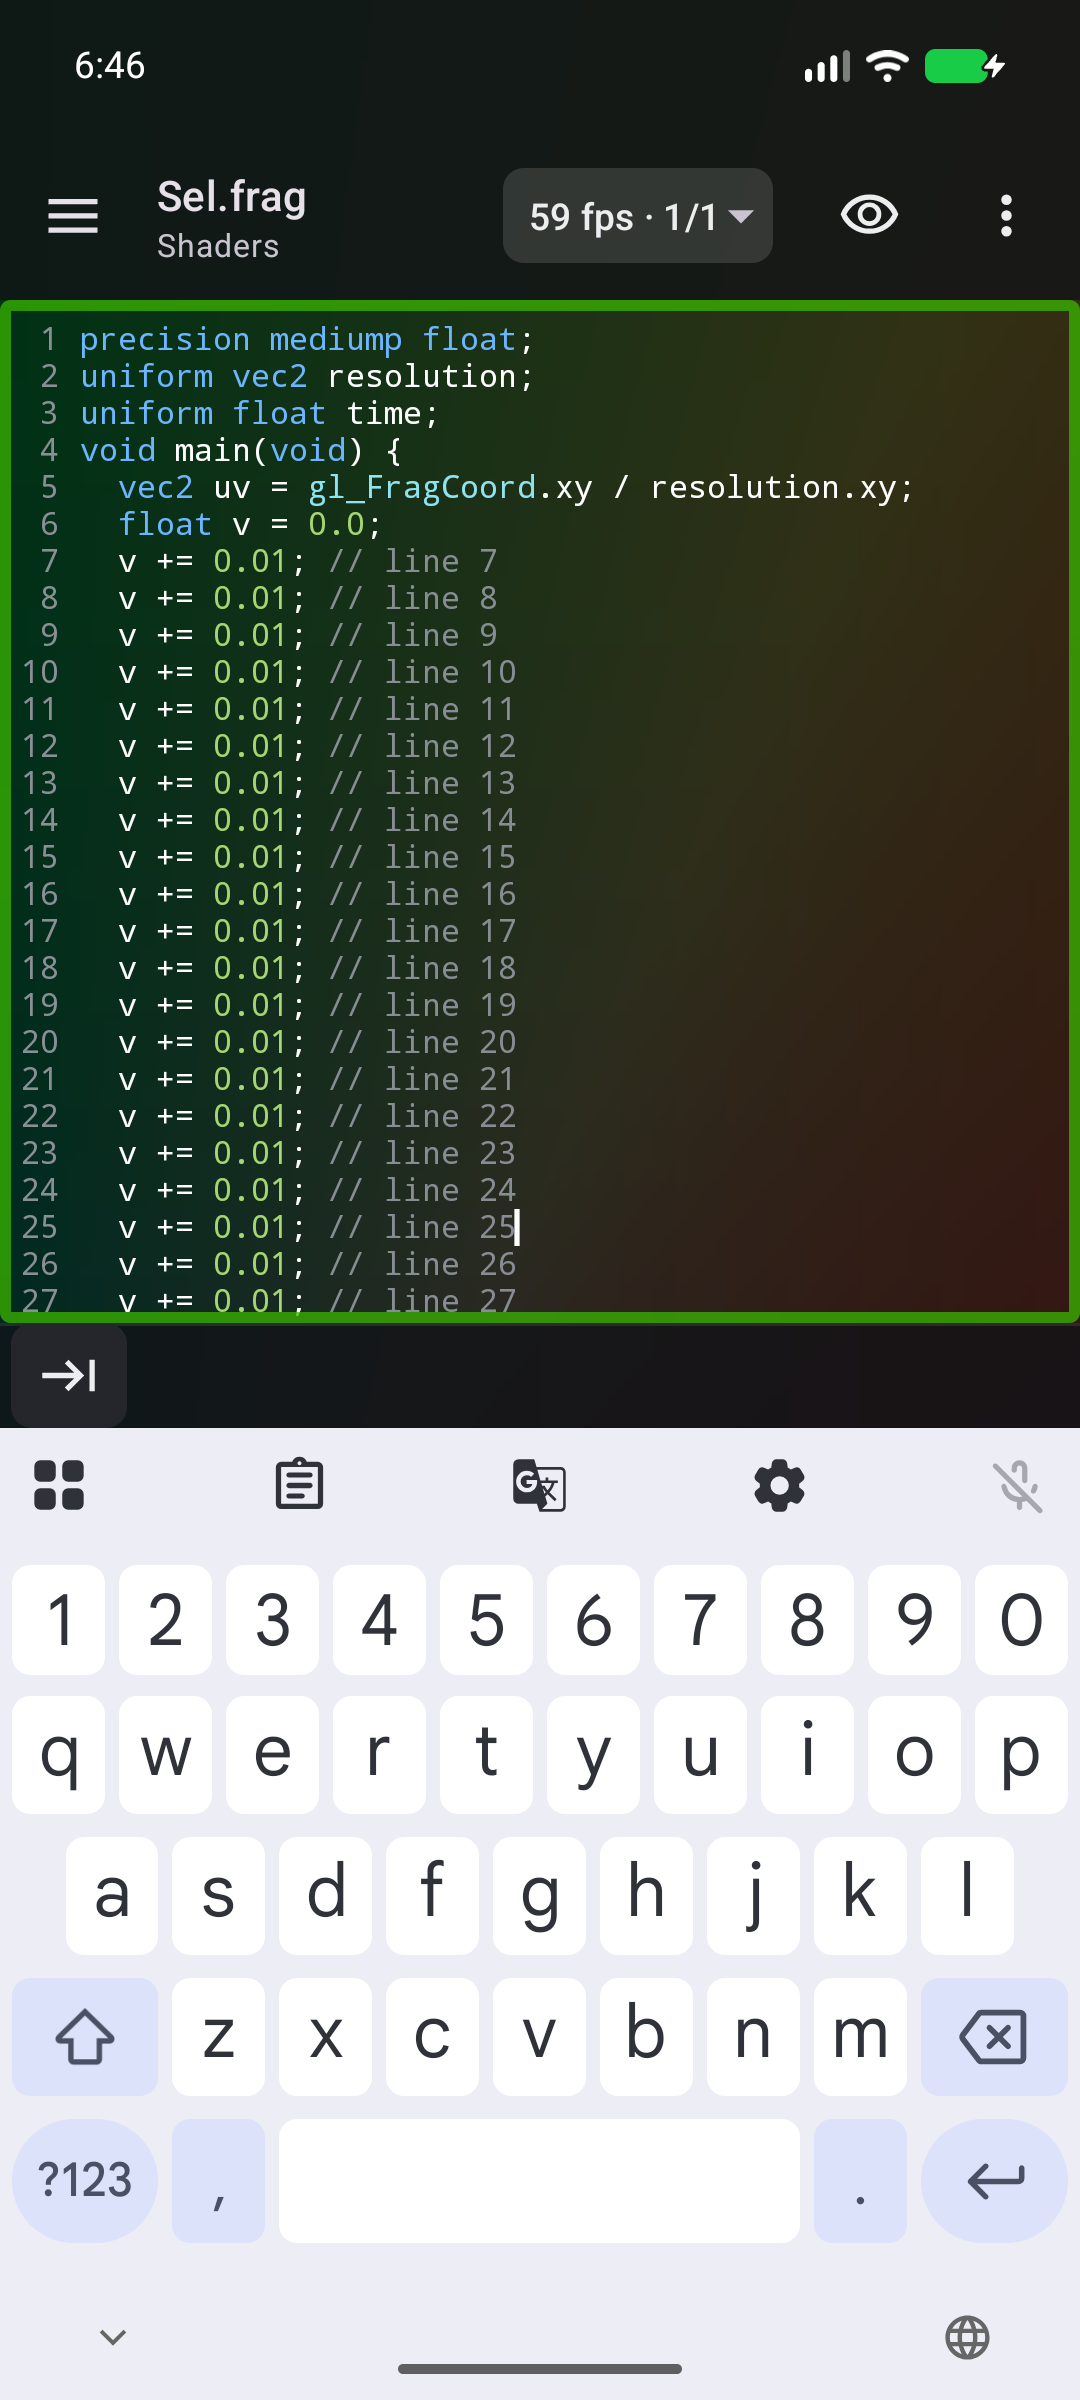 6:46
Sel.frag
Shaders
59 fps · 1/1
1 precision mediump float;
2 uniform vec2 resolution;
3 uniform float time;
4 void main(void) {
5   vec2 uv = gl_FragCoord.xy / resolution.xy;
6   float v = 0.0;
7   v += 0.01; // line 7
8   v += 0.01; // line 8
9   v += 0.01; // line 9
10   v += 0.01; // line 10
11   v += 0.01; // line 11
12   v += 0.01; // line 12
13   v += 0.01; // line 13
14   v += 0.01; // line 14
15   v += 0.01; // line 15
16   v += 0.01; // line 16
17   v += 0.01; // line 17
18   v += 0.01; // line 18
19   v += 0.01; // line 19
20   v += 0.01; // line 20
21   v += 0.01; // line 21
22   v += 0.01; // line 22
23   v += 0.01; // line 23
24   v += 0.01; // line 24
25   v += 0.01; // line 25
26   v += 0.01; // line 26
27   v += 0.01; // line 27
G 文
1 2 3 4 5 6 7 8 9 0
q w e r t y u i o p
a s d f g h j k l
z x c v b n m
?123 , .